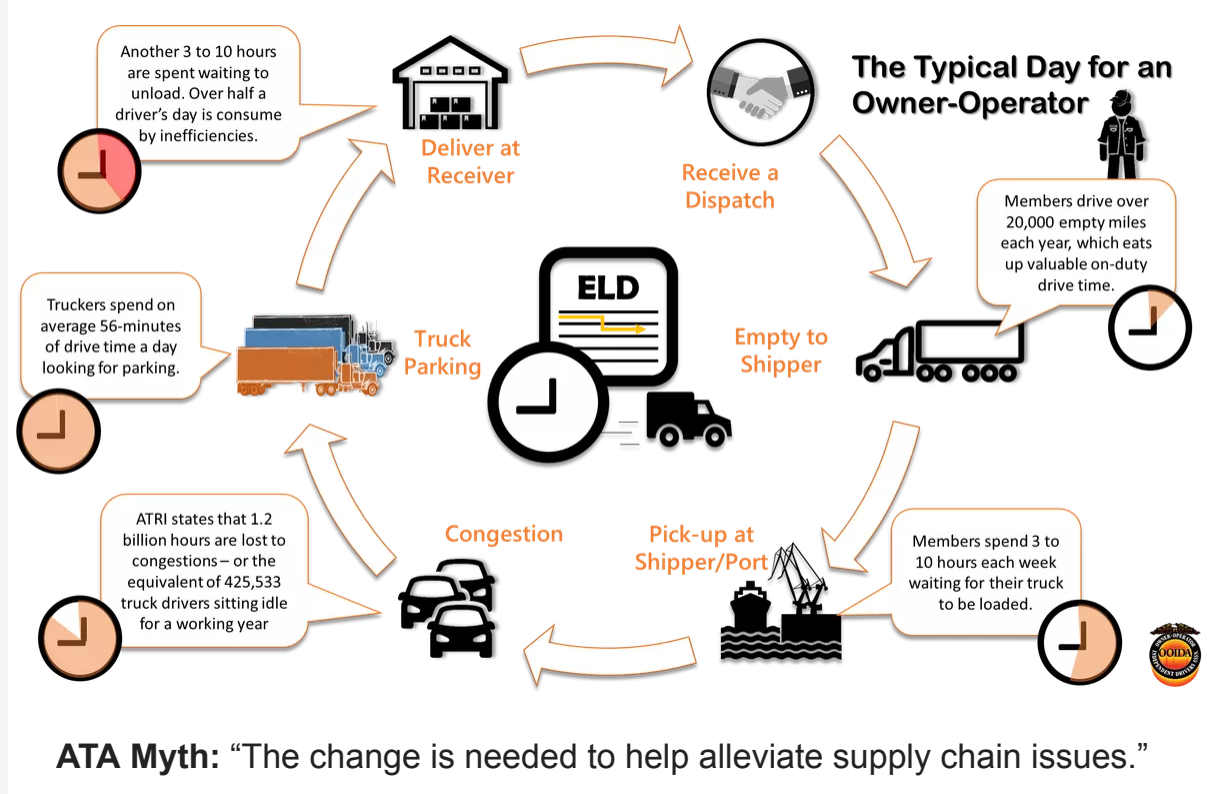 The Typical Day for an
Owner-Operator
Receive a
Dispatch
Members drive over
20,000 empty miles
each year, which eats
up valuable on-duty
drive time.
Empty to
Shipper
Members spend 3 to
10 hours each week
waiting for their truck
to be loaded.
Pick-up at
Shipper/Port
Congestion
ATRI states that 1.2
billion hours are lost to
congestions – or the
equivalent of 425,533
truck drivers sitting idle
for a working year
Truck
Parking
Truckers spend on
average 56-minutes
of drive time a day
looking for parking.
Deliver at
Receiver
Another 3 to 10 hours
are spent waiting to
unload. Over half a
driver's day is consume
by inefficiencies.
ELD
OWNER-OPERATOR
OOIDA
INDEPENDENT DRIVERS ASSN
ATA Myth: “The change is needed to help alleviate supply chain issues.”